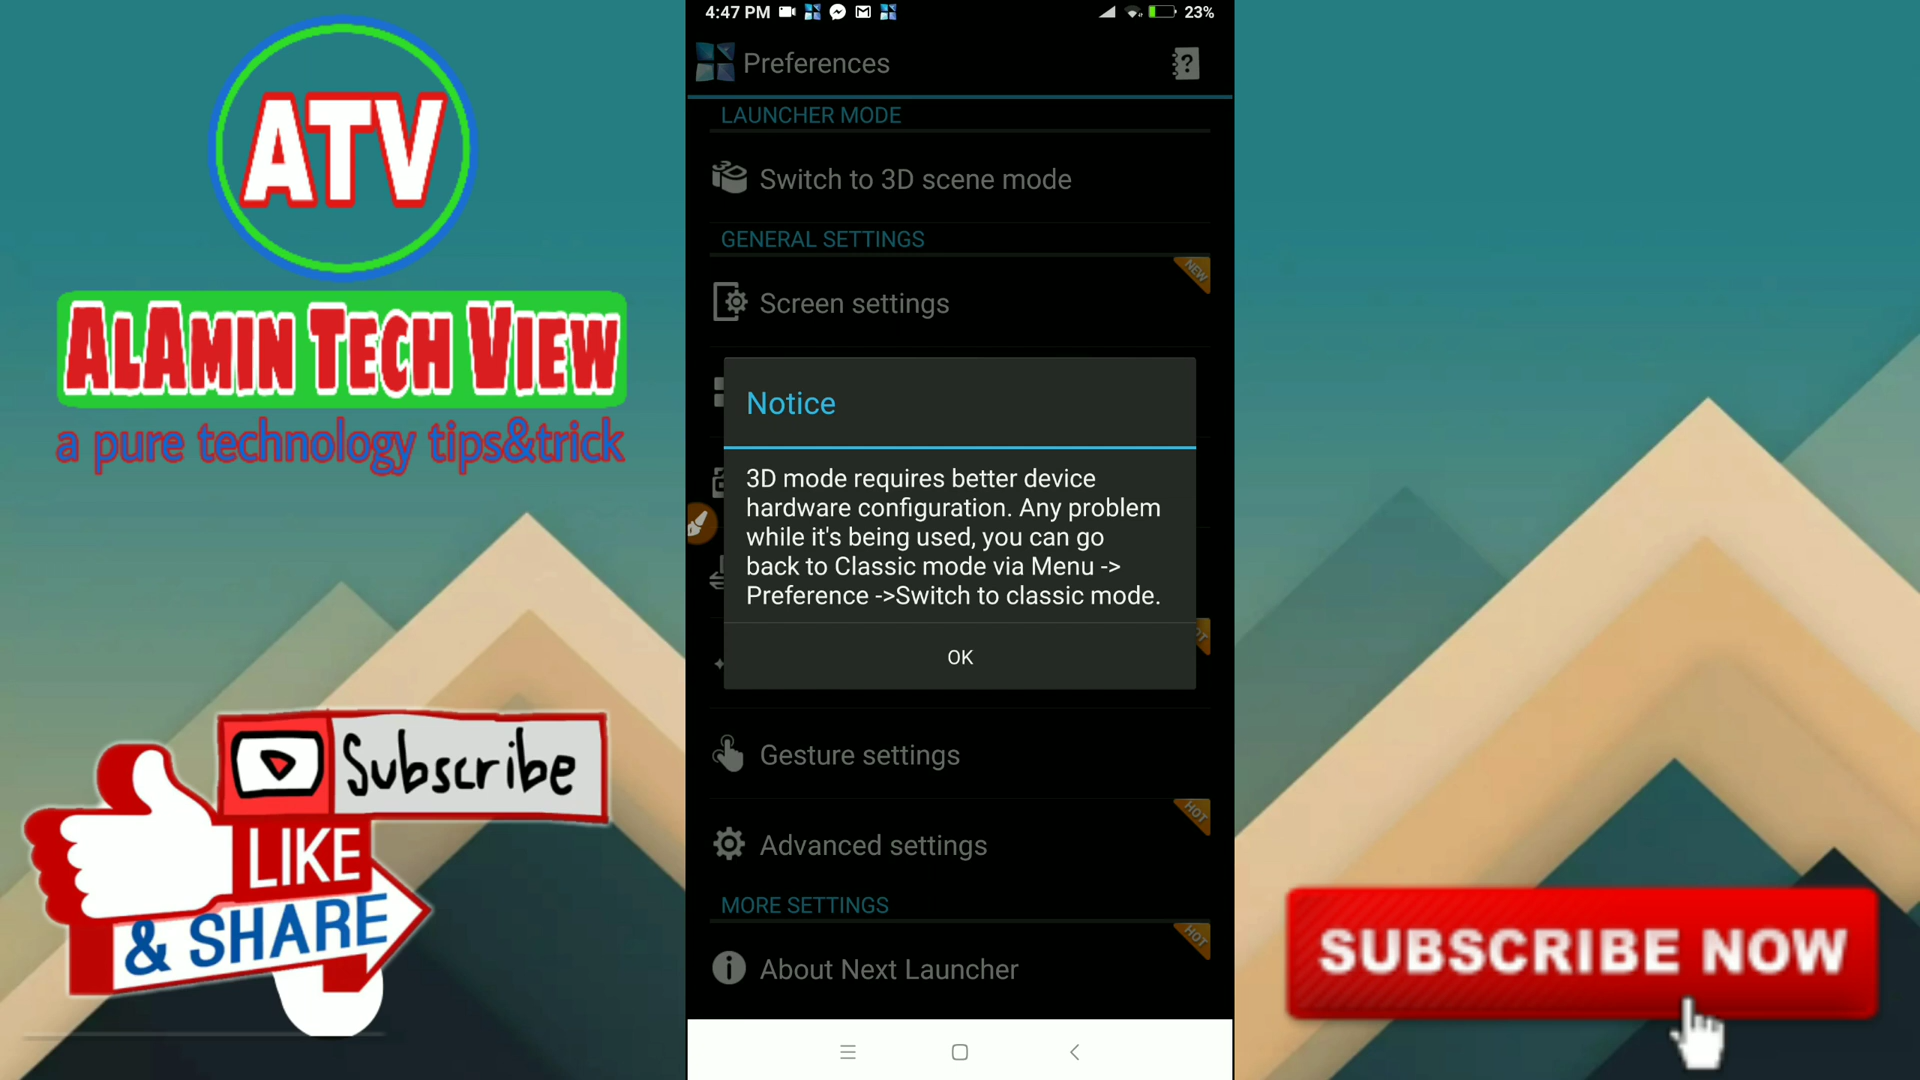 ATV
ALAMIN TECH VIEW
a pure technology tips&trick
Subscribe
LIKE
& SHARE
4:47 PM
23%
Preferences
LAUNCHER MODE
Switch to 3D scene mode
GENERAL SETTINGS
NEW
Screen settings
Notice
3D mode requires better device
hardware configuration. Any problem
while it's being used, you can go
back to Classic mode via Menu ->
Preference ->Switch to classic mode.
OK
Gesture settings
HOT
Advanced settings
MORE SETTINGS
HOT
About Next Launcher
SUBSCRIBE NOW